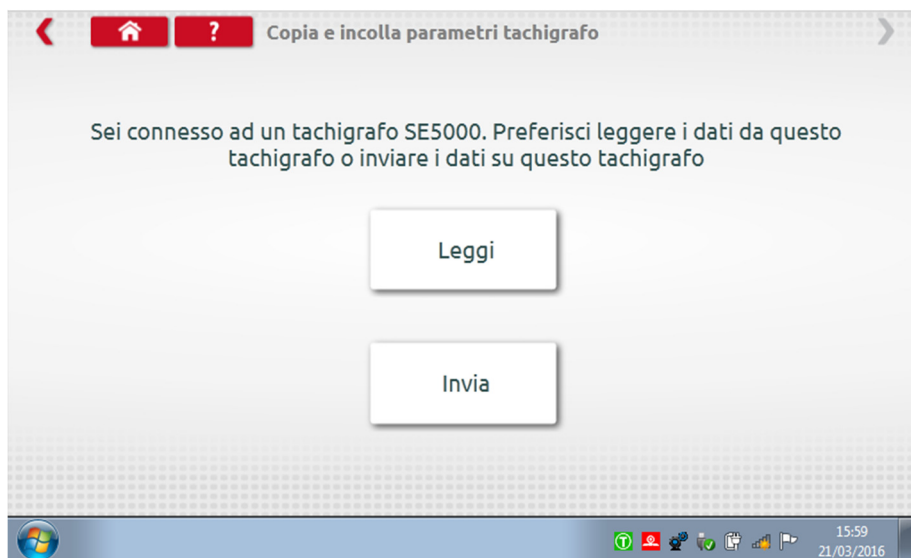 ? Copia e incolla parametri tachigrafo
Sei connesso ad un tachigrafo SE5000. Preferisci leggere i dati da questo
tachigrafo o inviare i dati su questo tachigrafo
Leggi
Invia
15:59
21/03/2016